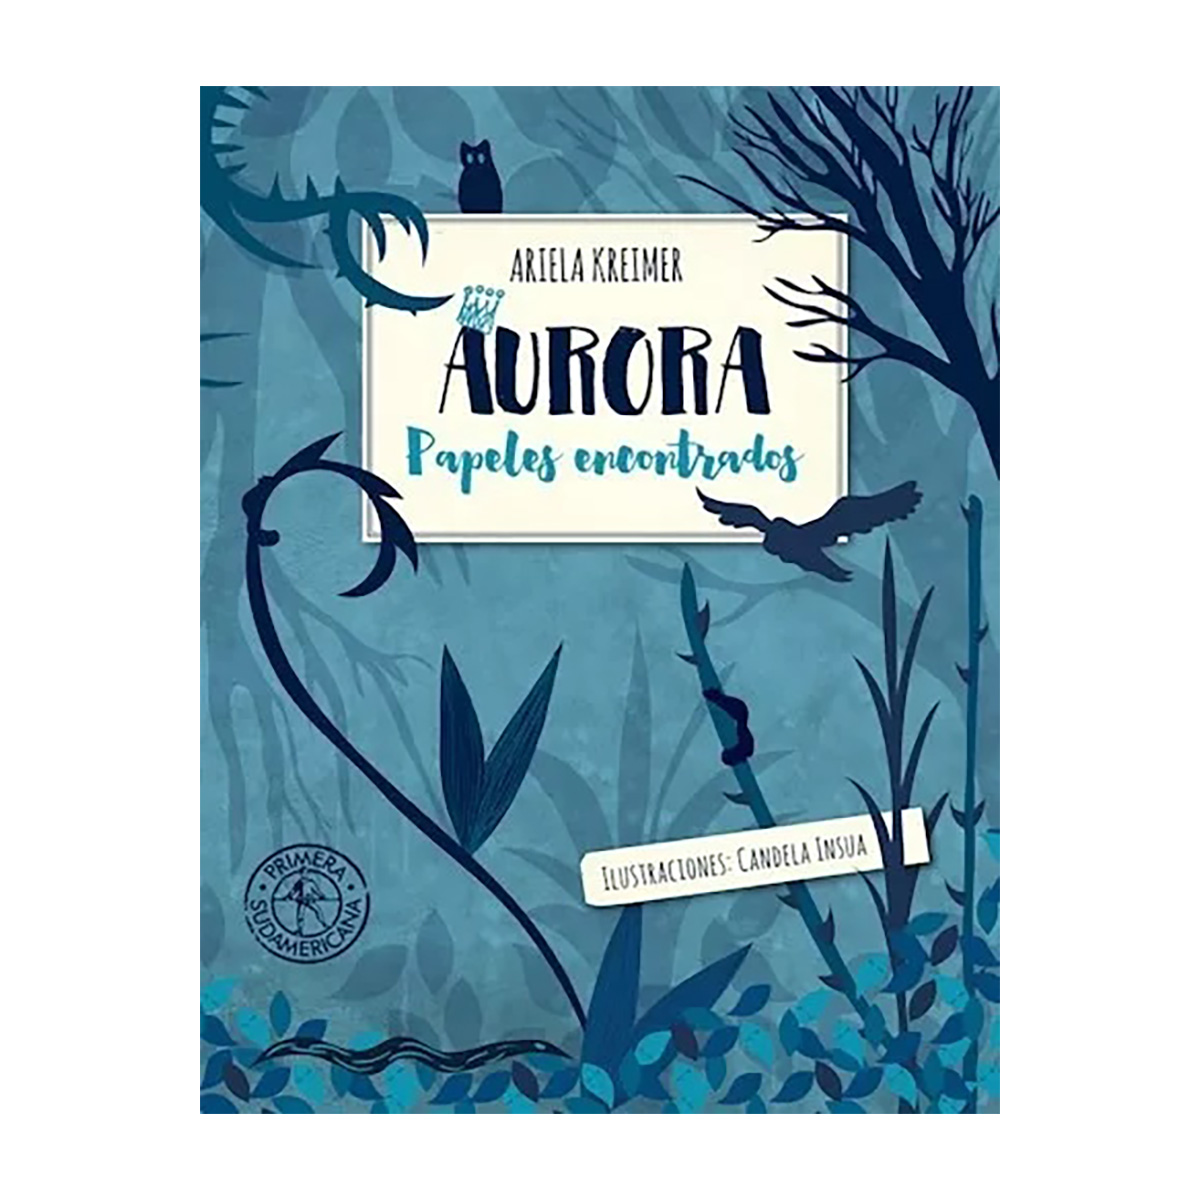 ARIELA KREIMER
AURORA
Papeles encontrados
ILUSTRACIONES: CANDELA INSUA
· PRIMERA ·
SUDAMERICANA